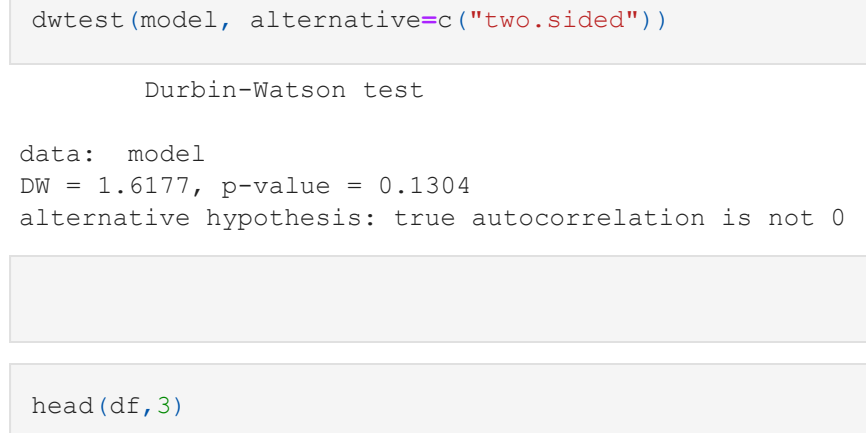 dwtest(model, alternative=c("two.sided"))
Durbin-Watson test
data:  model
DW = 1.6177, p-value = 0.1304
alternative hypothesis: true autocorrelation is not 0
head(df,3)